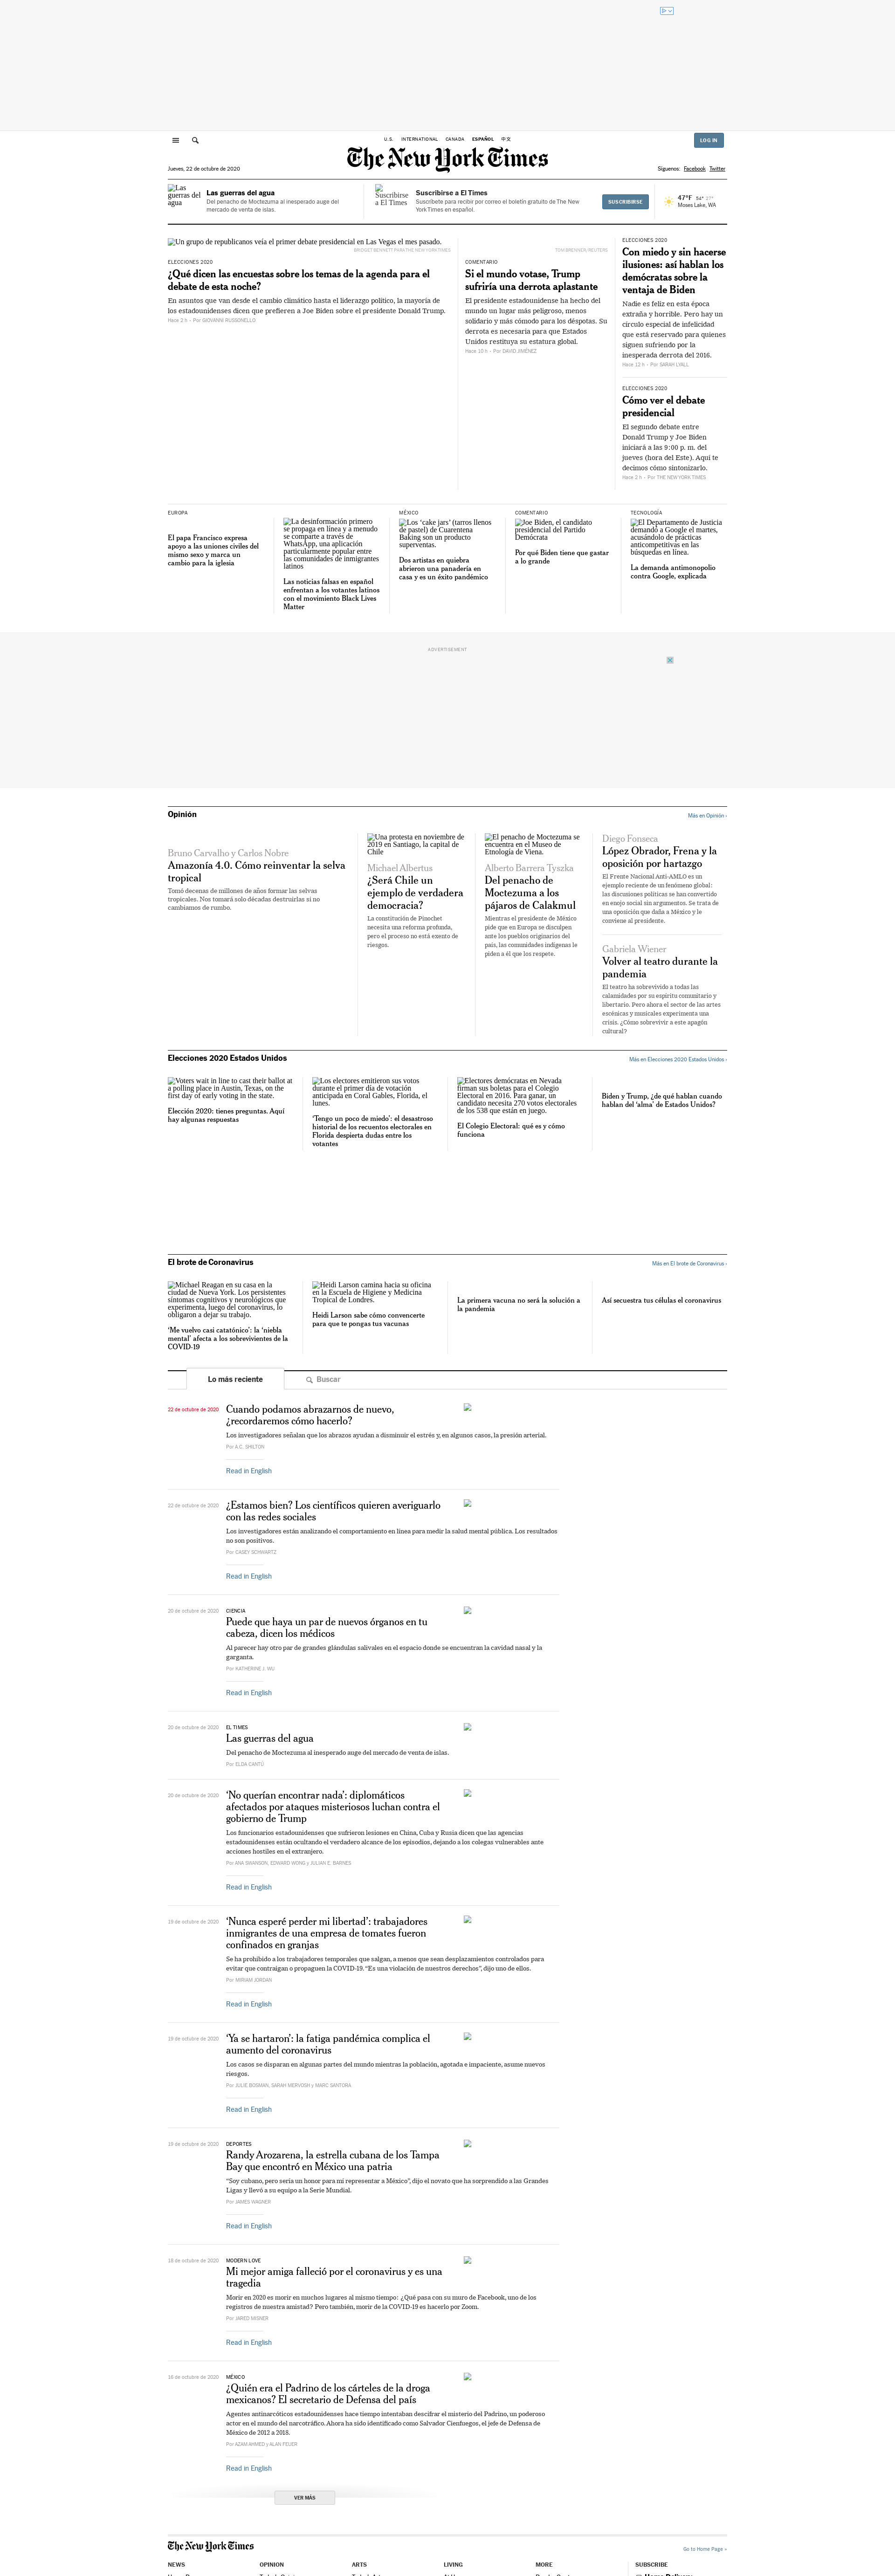 U.S. INTERNATIONAL CANADA ESPAÑOL 中文
LOG IN
The New York Times
Jueves, 22 de octubre de 2020
Síguenos: Facebook Twitter
Las guerras del agua
Las guerras del agua
Del penacho de Moctezuma al inesperado auge del
mercado de venta de islas.
Suscribirse a El Times
Suscribirse a El Times
Suscríbete para recibir por correo el boletín gratuito de The New
York Times en español.
SUSCRIBIRSE
47°F 54° 27°
Moses Lake, WA
Un grupo de republicanos veía el primer debate presidencial en Las Vegas el mes pasado.
BRIDGET BENNETT PARA THE NEW YORK TIMES
ELECCIONES 2020
¿Qué dicen las encuestas sobre los temas de la agenda para el
debate de esta noche?
En asuntos que van desde el cambio climático hasta el liderazgo político, la mayoría de
los estadounidenses dicen que prefieren a Joe Biden sobre el presidente Donald Trump.
Hace 2 h – Por GIOVANNI RUSSONELLO
TOM BRENNER/REUTERS
COMENTARIO
Si el mundo votase, Trump
sufriría una derrota aplastante
El presidente estadounidense ha hecho del
mundo un lugar más peligroso, menos
solidario y más cómodo para los déspotas. Su
derrota es necesaria para que Estados
Unidos restituya su estatura global.
Hace 10 h – Por DAVID JIMÉNEZ
ELECCIONES 2020
Con miedo y sin hacerse
ilusiones: así hablan los
demócratas sobre la
ventaja de Biden
Nadie es feliz en esta época
extraña y horrible. Pero hay un
círculo especial de infelicidad
que está reservado para quienes
siguen sufriendo por la
inesperada derrota del 2016.
Hace 12 h – Por SARAH LYALL
ELECCIONES 2020
Cómo ver el debate
presidencial
El segundo debate entre
Donald Trump y Joe Biden
iniciará a las 9:00 p. m. del
jueves (hora del Este). Aquí te
decimos cómo sintonizarlo.
Hace 2 h – Por THE NEW YORK TIMES
EUROPA
El papa Francisco expresa
apoyo a las uniones civiles del
mismo sexo y marca un
cambio para la iglesia
La desinformación primero
se propaga en línea y a menudo
se comparte a través de
WhatsApp, una aplicación
particularmente popular entre
las comunidades de inmigrantes
latinos
Las noticias falsas en español
enfrentan a los votantes latinos
con el movimiento Black Lives
Matter
MÉXICO
Los ‘cake jars’ (tarros llenos
de pastel) de Cuarentena
Baking son un producto
superventas.
Dos artistas en quiebra
abrieron una panadería en
casa y es un éxito pandémico
COMENTARIO
Joe Biden, el candidato
presidencial del Partido
Demócrata
Por qué Biden tiene que gastar
a lo grande
TECNOLOGÍA
El Departamento de Justicia
demandó a Google el martes,
acusándolo de prácticas
anticompetitivas en las
búsquedas en línea.
La demanda antimonopolio
contra Google, explicada
ADVERTISEMENT
Opinión
Más en Opinión ›
Bruno Carvalho y Carlos Nobre
Amazonía 4.0. Cómo reinventar la selva
tropical
Tomó decenas de millones de años formar las selvas
tropicales. Nos tomará solo décadas destruirlas si no
cambiamos de rumbo.
Una protesta en noviembre de
2019 en Santiago, la capital de
Chile
Michael Albertus
¿Será Chile un
ejemplo de verdadera
democracia?
La constitución de Pinochet
necesita una reforma profunda,
pero el proceso no está exento de
riesgos.
El penacho de Moctezuma se
encuentra en el Museo de
Etnología de Viena.
Alberto Barrera Tyszka
Del penacho de
Moctezuma a los
pájaros de Calakmul
Mientras el presidente de México
pide que en Europa se disculpen
ante los pueblos originarios del
país, las comunidades indígenas le
piden a él que los respete.
Diego Fonseca
López Obrador, Frena y la
oposición por hartazgo
El Frente Nacional Anti-AMLO es un
ejemplo reciente de un fenómeno global:
las discusiones políticas se han convertido
en enojo social sin argumentos. Se trata de
una oposición que daña a México y le
conviene al presidente.
Gabriela Wiener
Volver al teatro durante la
pandemia
El teatro ha sobrevivido a todas las
calamidades por su espíritu comunitario y
libertario. Pero ahora el sector de las artes
escénicas y musicales experimenta una
crisis. ¿Cómo sobrevivir a este apagón
cultural?
Elecciones 2020 Estados Unidos
Más en Elecciones 2020 Estados Unidos ›
Voters wait in line to cast their ballot at
a polling place in Austin, Texas, on the
first day of early voting in the state.
Elección 2020: tienes preguntas. Aquí
hay algunas respuestas
Los electores emitieron sus votos
durante el primer día de votación
anticipada en Coral Gables, Florida, el
lunes.
‘Tengo un poco de miedo’: el desastroso
historial de los recuentos electorales en
Florida despierta dudas entre los
votantes
Electores demócratas en Nevada
firman sus boletas para el Colegio
Electoral en 2016. Para ganar, un
candidato necesita 270 votos electorales
de los 538 que están en juego.
El Colegio Electoral: qué es y cómo
funciona
Biden y Trump, ¿de qué hablan cuando
hablan del ‘alma’ de Estados Unidos?
El brote de Coronavirus
Más en El brote de Coronavirus ›
Michael Reagan en su casa en la
ciudad de Nueva York. Los persistentes
síntomas cognitivos y neurológicos que
experimenta, luego del coronavirus, lo
obligaron a dejar su trabajo.
‘Me vuelvo casi catatónico’: la ‘niebla
mental’ afecta a los sobrevivientes de la
COVID-19
Heidi Larson camina hacia su oficina
en la Escuela de Higiene y Medicina
Tropical de Londres.
Heidi Larson sabe cómo convencerte
para que te pongas tus vacunas
La primera vacuna no será la solución a
la pandemia
Así secuestra tus células el coronavirus
Lo más reciente
Buscar
22 de octubre de 2020
Cuando podamos abrazarnos de nuevo,
¿recordaremos cómo hacerlo?
Los investigadores señalan que los abrazos ayudan a disminuir el estrés y, en algunos casos, la presión arterial.
Por A.C. SHILTON
Read in English
22 de octubre de 2020
¿Estamos bien? Los científicos quieren averiguarlo
con las redes sociales
Los investigadores están analizando el comportamiento en línea para medir la salud mental pública. Los resultados
no son positivos.
Por CASEY SCHWARTZ
Read in English
20 de octubre de 2020
CIENCIA
Puede que haya un par de nuevos órganos en tu
cabeza, dicen los médicos
Al parecer hay otro par de grandes glándulas salivales en el espacio donde se encuentran la cavidad nasal y la
garganta.
Por KATHERINE J. WU
Read in English
20 de octubre de 2020
EL TIMES
Las guerras del agua
Del penacho de Moctezuma al inesperado auge del mercado de venta de islas.
Por ELDA CANTÚ
20 de octubre de 2020
‘No querían encontrar nada’: diplomáticos
afectados por ataques misteriosos luchan contra el
gobierno de Trump
Los funcionarios estadounidenses que sufrieron lesiones en China, Cuba y Rusia dicen que las agencias
estadounidenses están ocultando el verdadero alcance de los episodios, dejando a los colegas vulnerables ante
acciones hostiles en el extranjero.
Por ANA SWANSON, EDWARD WONG y JULIAN E. BARNES
Read in English
19 de octubre de 2020
‘Nunca esperé perder mi libertad’: trabajadores
inmigrantes de una empresa de tomates fueron
confinados en granjas
Se ha prohibido a los trabajadores temporales que salgan, a menos que sean desplazamientos controlados para
evitar que contraigan o propaguen la COVID-19. “Es una violación de nuestros derechos”, dijo uno de ellos.
Por MIRIAM JORDAN
Read in English
19 de octubre de 2020
‘Ya se hartaron’: la fatiga pandémica complica el
aumento del coronavirus
Los casos se disparan en algunas partes del mundo mientras la población, agotada e impaciente, asume nuevos
riesgos.
Por JULIE BOSMAN, SARAH MERVOSH y MARC SANTORA
Read in English
19 de octubre de 2020
DEPORTES
Randy Arozarena, la estrella cubana de los Tampa
Bay que encontró en México una patria
“Soy cubano, pero sería un honor para mí representar a México”, dijo el novato que ha sorprendido a las Grandes
Ligas y llevó a su equipo a la Serie Mundial.
Por JAMES WAGNER
Read in English
18 de octubre de 2020
MODERN LOVE
Mi mejor amiga falleció por el coronavirus y es una
tragedia
Morir en 2020 es morir en muchos lugares al mismo tiempo: ¿Qué pasa con su muro de Facebook, uno de los
registros de nuestra amistad? Pero también, morir de la COVID-19 es hacerlo por Zoom.
Por JARED MISNER
Read in English
18 de octubre de 2020
MÉXICO
¿Quién era el Padrino de los cárteles de la droga
mexicanos? El secretario de Defensa del país
Agentes antinarcóticos estadounidenses hace tiempo intentaban descifrar el misterio del Padrino, un poderoso
actor en el mundo del narcotráfico. Ahora ha sido identificado como Salvador Cienfuegos, el jefe de Defensa de
México de 2012 a 2018.
Por AZAM AHMED y ALAN FEUER
Read in English
VER MÁS
The New York Times
Go to Home Page »
NEWS OPINION ARTS LIVING MORE SUBSCRIBE